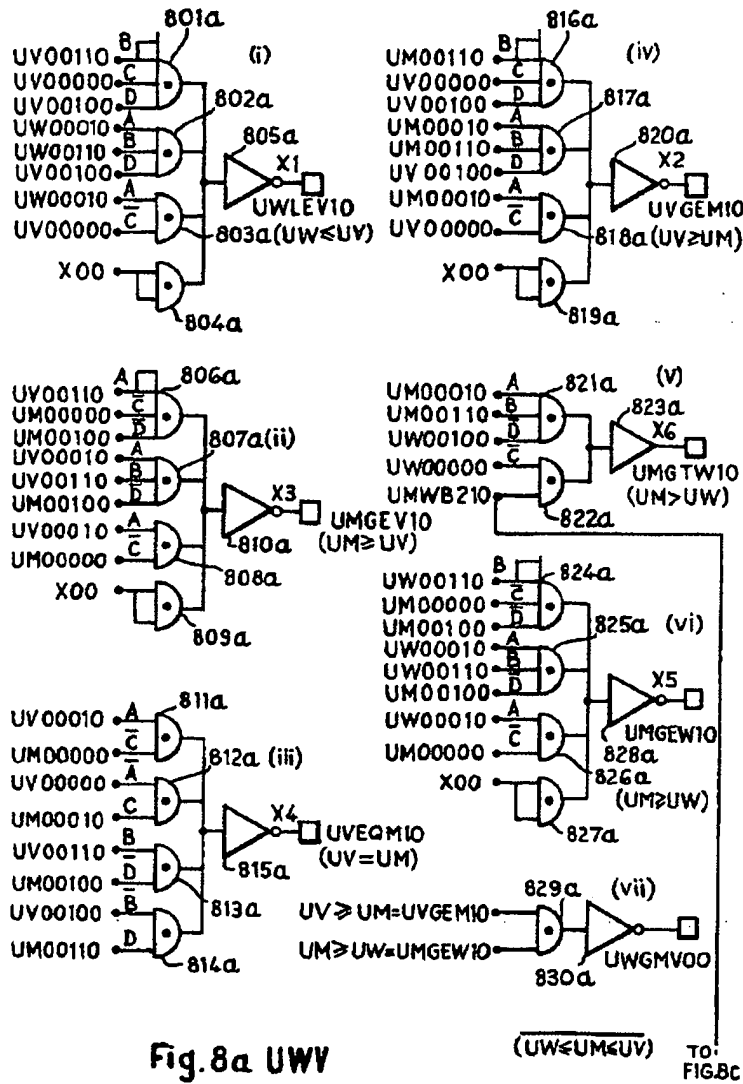 801a
(i)
B
UV00110
C
UV00000
D
UV00100
802a
UW00010 A
UW00110 B
UV00100 D
805a
X1
UWLEV10
UW00010 A
UV00000 C̅
803a (UW≤UV)
X00
804a
816a
(iv)
B
UM00110
C
UV00000
D
UV00100
817a
UM00010 A
UM00110 B
UV00100 D
820a
X2
UVGEM10
UM00010 A
UV00000 C̅
818a (UV≥UM)
X00
819a
806a
A
UV00110
UM00000 C̅
UM00100 D̅
807a (ii)
UV00010 A
UV00110 B
UM00100 D̅
X3
UMGEV10
(UM≥UV)
810a
UV00010 A
UM00000 C̅
808a
X00
809a
821a
(v)
UM00010 A
UM00110 B
UW00100 D̅
UW00000 C̅
UMWB210
823a
X6
UMGTW10
(UM>UW)
822a
824a
B
UW00110
UM00000 C̅
UM00100 D̅
825a (vi)
UW00010 A
UW00110 B
UM00100 D̅
X5
UMGEW10
828a
UW00010 A
UM00000 C̅
826a
(UM≥UW)
X00
827a
811a
UV00010 A
UM00000 C̅
812a (iii)
UV00000 A̅
UM00010 C
X4
UVEQM10
(UV=UM)
815a
UV00110 B
UM00100 D̅
813a
UV00100 B̅
UM00110 D
814a
829a (vii)
UV≥UM=UVGEM10
UM≥UW=UMGEW10
830a
UWGMV00
(UW≤UM≤UV)
Fig.8a UWV
TO
FIG.8C